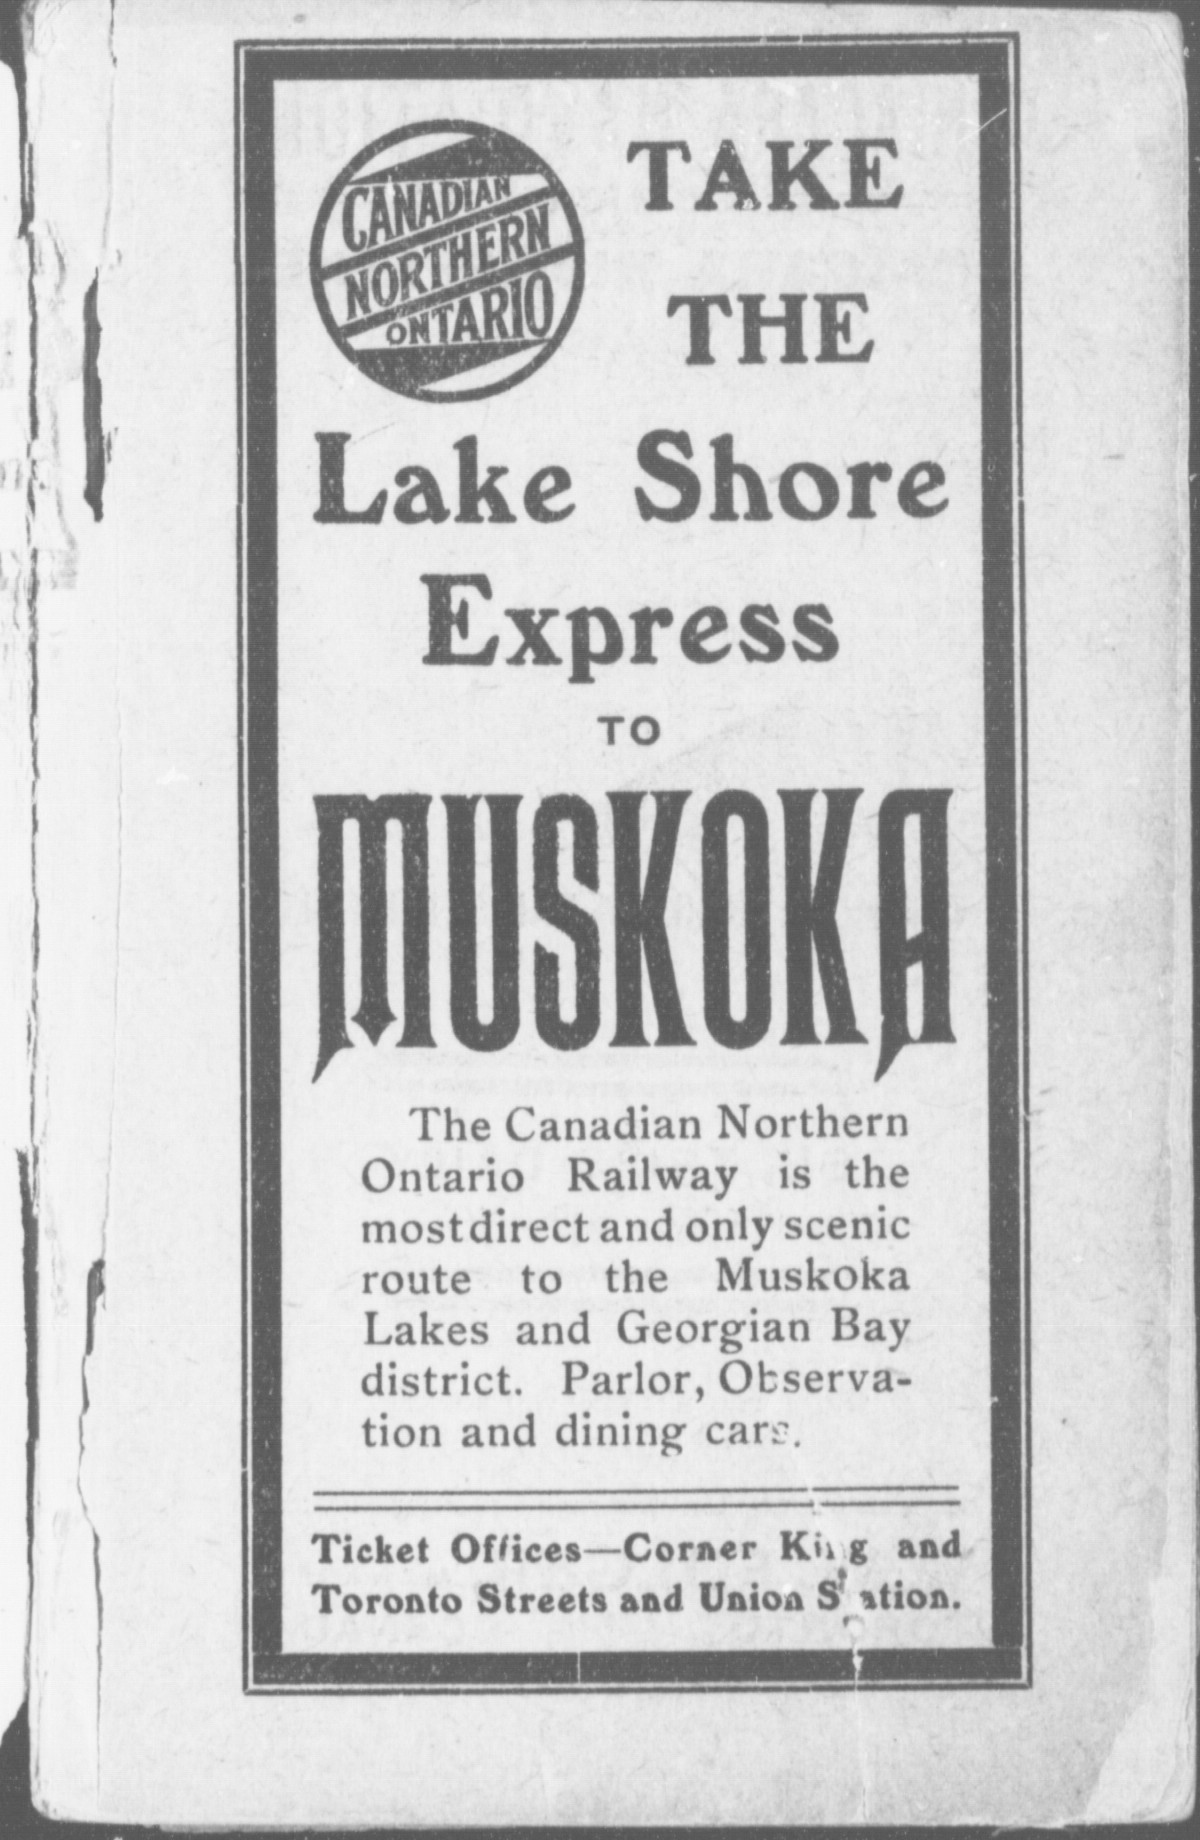 CANADIAN
NORTHERN
ONTARIO
TAKE
THE
Lake Shore
Express
TO
MUSKOKA
The Canadian Northern
Ontario Railway is the
most direct and only scenic
route to the Muskoka
Lakes and Georgian Bay
district. Parlor, Observa-
tion and dining cars.
Ticket Offices—Corner King and
Toronto Streets and Union Station.